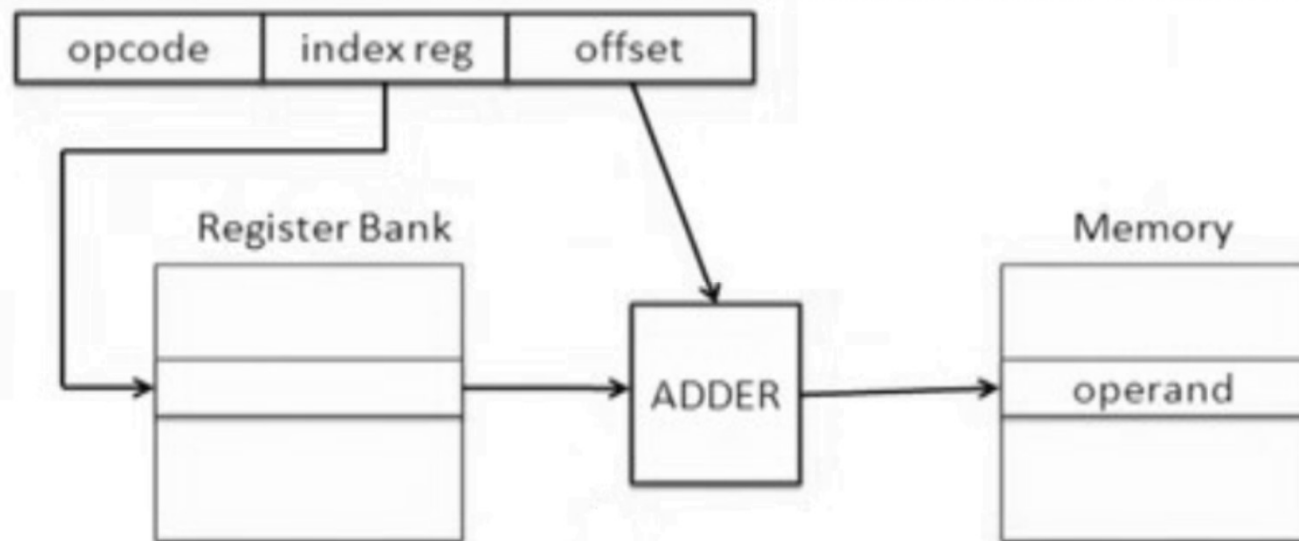 opcode index reg offset
Register Bank Memory
ADDER operand